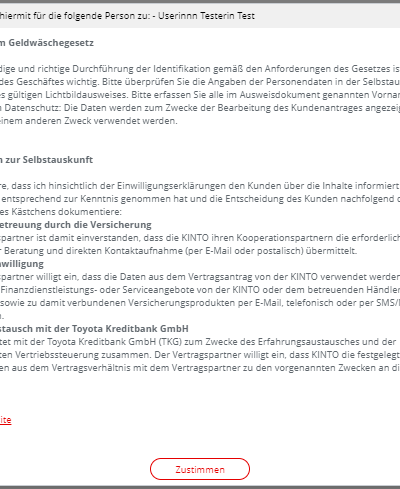 hiermit für die folgende Person zu: - Userinnn Testerin Test
m Geldwäschegesetz
dige und richtige Durchführung der Identifikation gemäß den Anforderungen des Gesetzes is
des Geschäftes wichtig. Bitte überprüfen Sie die Angaben der Personendaten in der Selbstau
es gültigen Lichtbildausweises. Bitte erfassen Sie alle im Ausweisdokument genannten Vornar
Datenschutz: Die Daten werden zum Zwecke der Bearbeitung des Kundenantrages angezeig
einem anderen Zweck verwendet werden.
n zur Selbstauskunft
re, dass ich hinsichtlich der Einwilligungserklärungen den Kunden über die Inhalte informiert
entsprechend zur Kenntnis genommen hat und die Entscheidung des Kunden nachfolgend d
es Kästchens dokumentiere:
etreuung durch die Versicherung
spartner ist damit einverstanden, dass die KINTO ihren Kooperationspartnern die erforderlich
r Beratung und direkten Kontaktaufnahme (per E-Mail oder postalisch) übermittelt.
nwilligung
spartner willigt ein, dass die Daten aus dem Vertragsantrag von der KINTO verwendet werden
Finanzdienstleistungs- oder Serviceangebote von der KINTO oder dem betreuenden Händler
sowie zu damit verbundenen Versicherungsprodukten per E-Mail, telefonisch oder per SMS/M
n.
stausch mit der Toyota Kreditbank GmbH
tet mit der Toyota Kreditbank GmbH (TKG) zum Zwecke des Erfahrungsaustausches und der
ten Vertriebssteuerung zusammen. Der Vertragspartner willigt ein, dass KINTO die festgelegt
en aus dem Vertragsverhältnis mit dem Vertragspartner zu den vorgenannten Zwecken an di
ite
Zustimmen